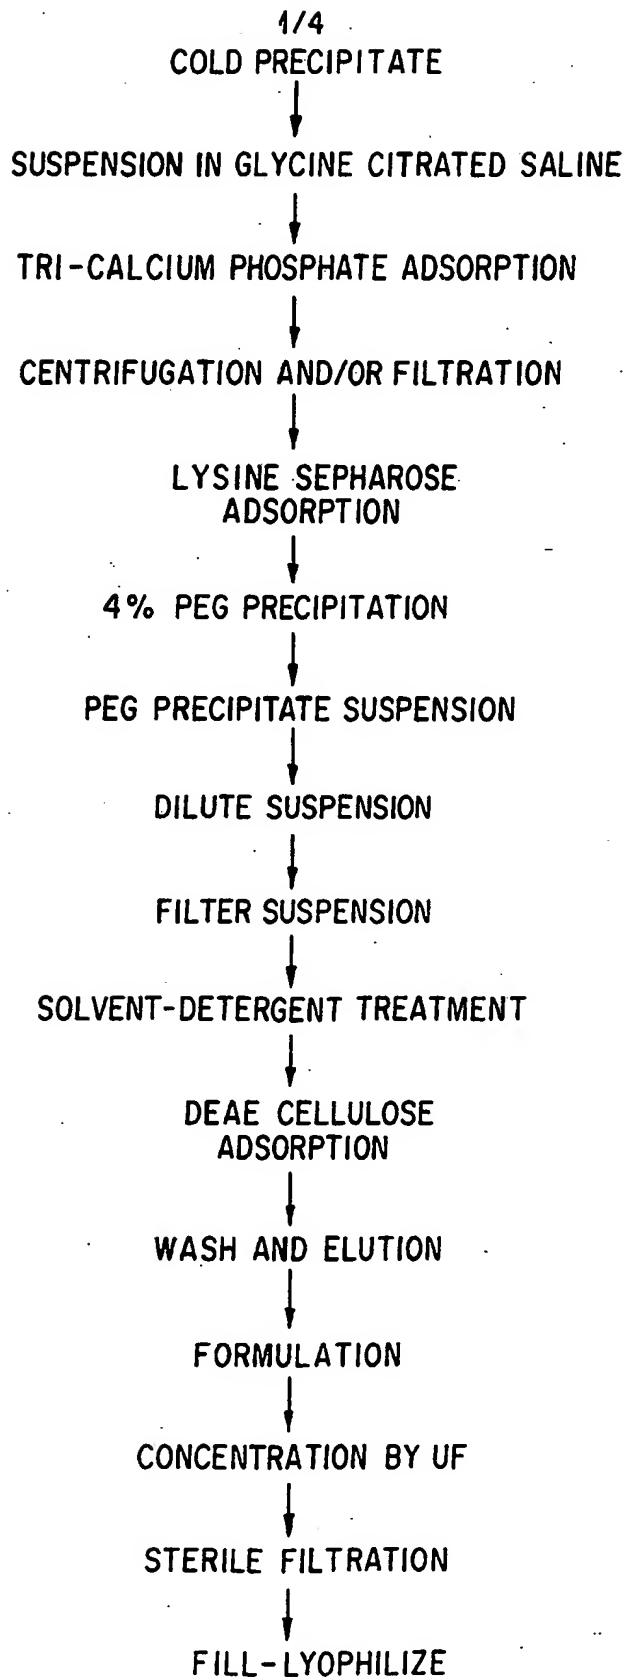 1/4
COLD PRECIPITATE
SUSPENSION IN GLYCINE CITRATED SALINE
TRI-CALCIUM PHOSPHATE ADSORPTION
CENTRIFUGATION AND/OR FILTRATION
LYSINE SEPHAROSE
ADSORPTION
4% PEG PRECIPITATION
PEG PRECIPITATE SUSPENSION
DILUTE SUSPENSION
FILTER SUSPENSION
SOLVENT-DETERGENT TREATMENT
DEAE CELLULOSE
ADSORPTION
WASH AND ELUTION
FORMULATION
CONCENTRATION BY UF
STERILE FILTRATION
FILL-LYOPHILIZE